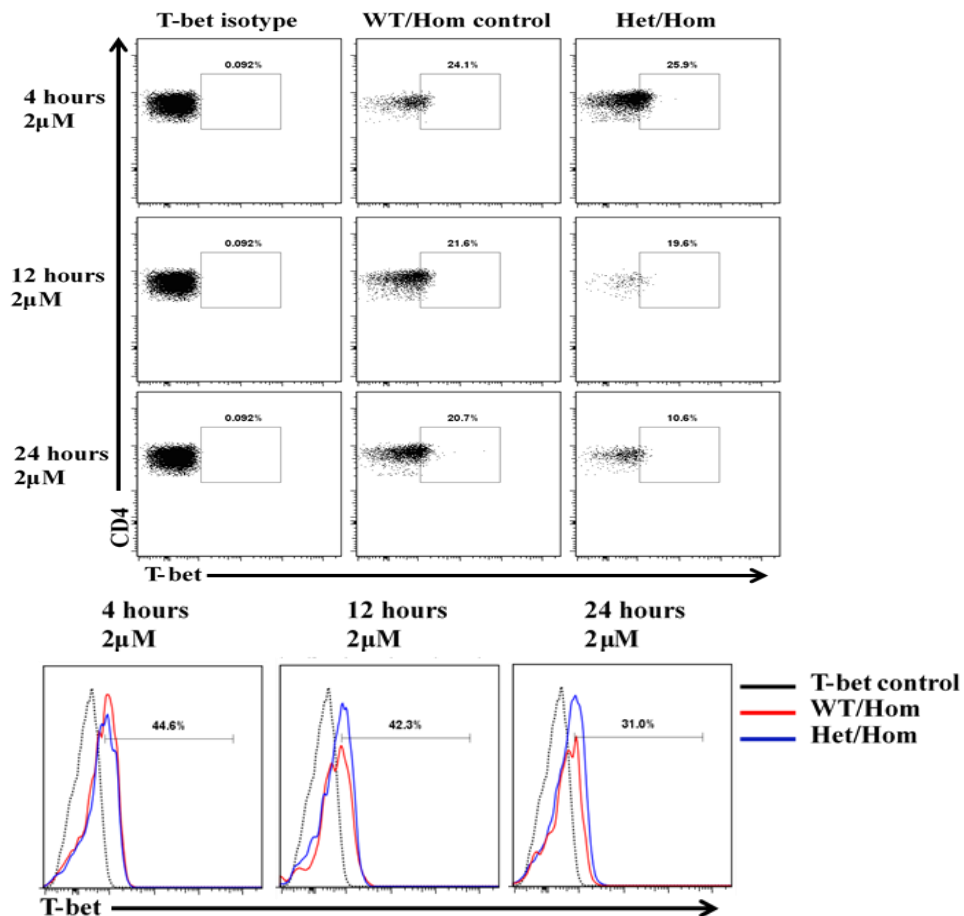 T-bet isotype WT/Hom control Het/Hom
4 hours
2µM
0.092% 24.1% 25.9%
12 hours
2µM
0.092% 21.6% 19.6%
24 hours
2µM
0.092% 20.7% 10.6%
CD4
T-bet
4 hours 12 hours 24 hours
2µM 2µM 2µM
44.6% 42.3% 31.0%
T-bet control
WT/Hom
Het/Hom
T-bet